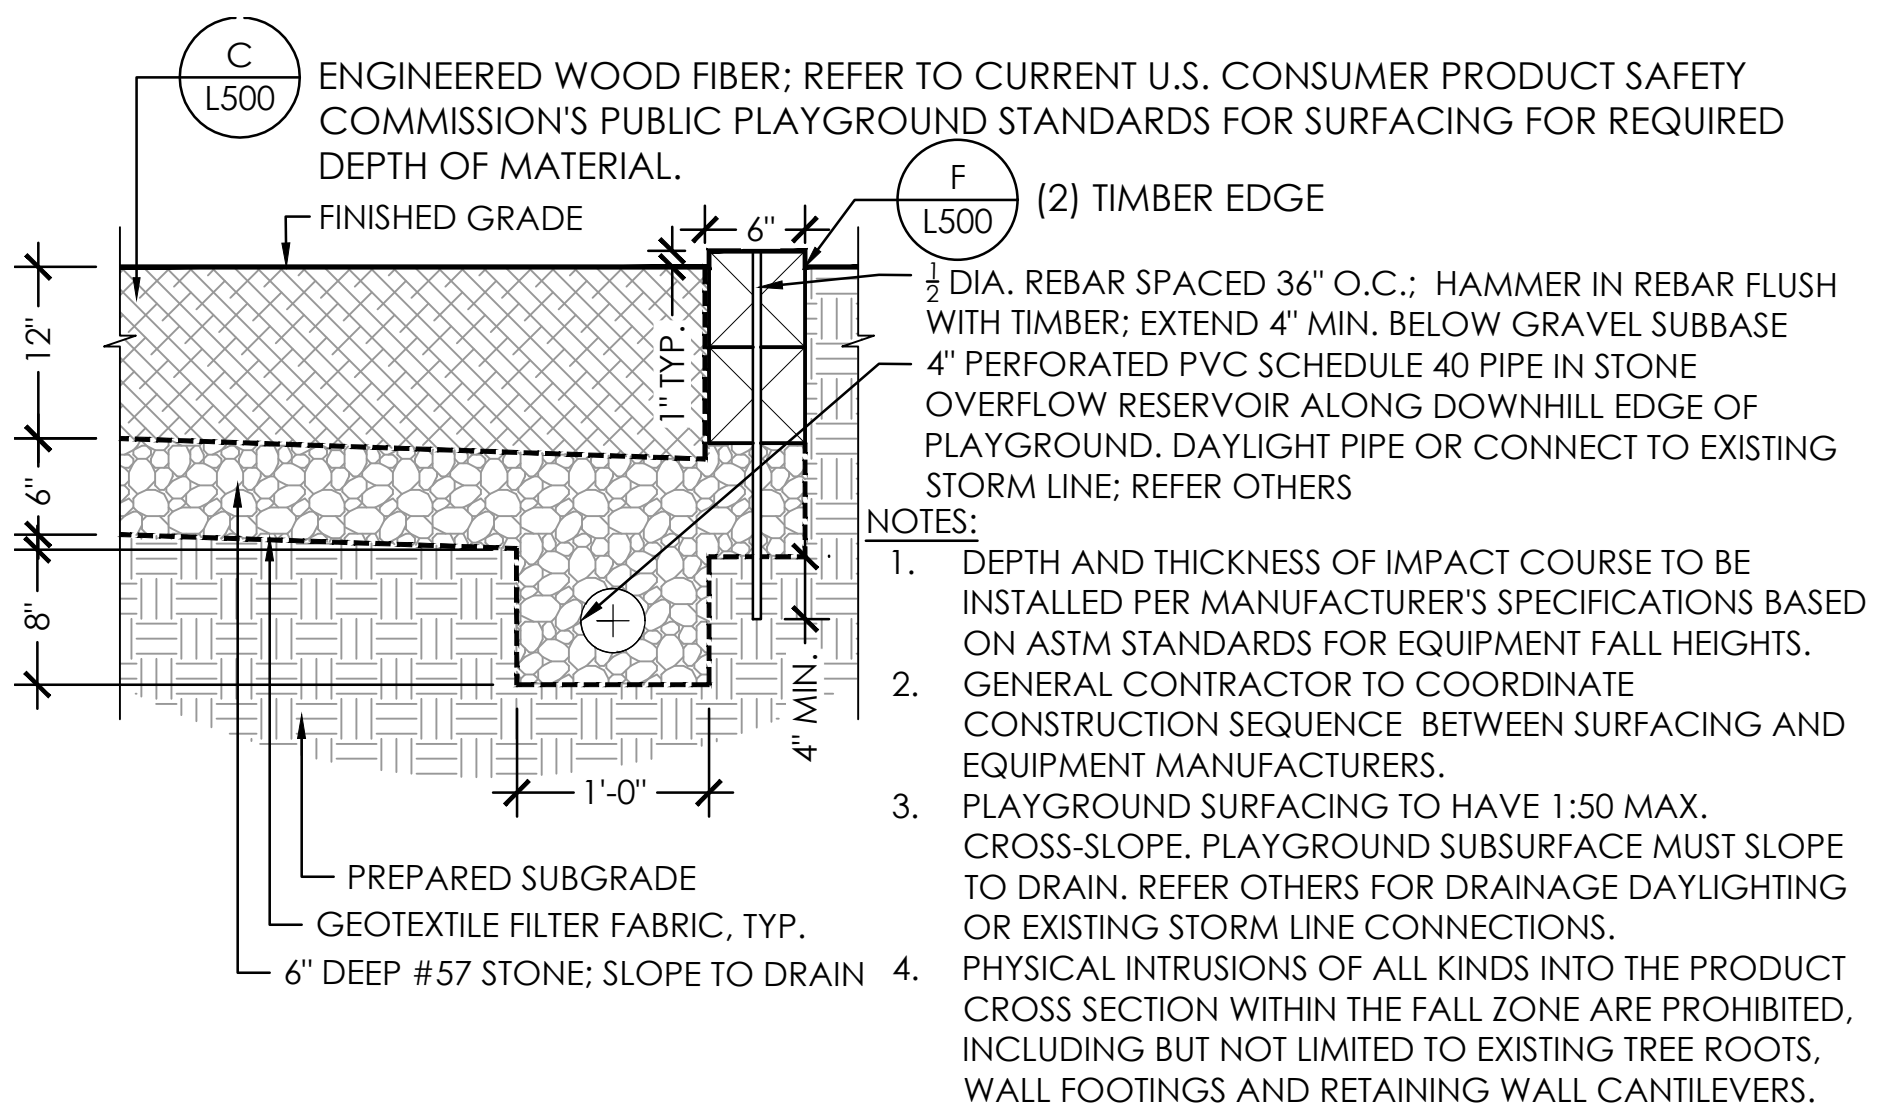 C
L500
ENGINEERED WOOD FIBER; REFER TO CURRENT U.S. CONSUMER PRODUCT SAFETY
COMMISSION'S PUBLIC PLAYGROUND STANDARDS FOR SURFACING FOR REQUIRED
DEPTH OF MATERIAL.
FINISHED GRADE
F
L500
(2) TIMBER EDGE
6"
1" TYP.
12"
6"
8"
1/2 DIA. REBAR SPACED 36" O.C.; HAMMER IN REBAR FLUSH
WITH TIMBER; EXTEND 4" MIN. BELOW GRAVEL SUBBASE
4" PERFORATED PVC SCHEDULE 40 PIPE IN STONE
OVERFLOW RESERVOIR ALONG DOWNHILL EDGE OF
PLAYGROUND. DAYLIGHT PIPE OR CONNECT TO EXISTING
STORM LINE; REFER OTHERS
4" MIN.
1'-0"
PREPARED SUBGRADE
GEOTEXTILE FILTER FABRIC, TYP.
6" DEEP #57 STONE; SLOPE TO DRAIN
NOTES:
1. DEPTH AND THICKNESS OF IMPACT COURSE TO BE
INSTALLED PER MANUFACTURER'S SPECIFICATIONS BASED
ON ASTM STANDARDS FOR EQUIPMENT FALL HEIGHTS.
2. GENERAL CONTRACTOR TO COORDINATE
CONSTRUCTION SEQUENCE BETWEEN SURFACING AND
EQUIPMENT MANUFACTURERS.
3. PLAYGROUND SURFACING TO HAVE 1:50 MAX.
CROSS-SLOPE. PLAYGROUND SUBSURFACE MUST SLOPE
TO DRAIN. REFER OTHERS FOR DRAINAGE DAYLIGHTING
OR EXISTING STORM LINE CONNECTIONS.
4. PHYSICAL INTRUSIONS OF ALL KINDS INTO THE PRODUCT
CROSS SECTION WITHIN THE FALL ZONE ARE PROHIBITED,
INCLUDING BUT NOT LIMITED TO EXISTING TREE ROOTS,
WALL FOOTINGS AND RETAINING WALL CANTILEVERS.